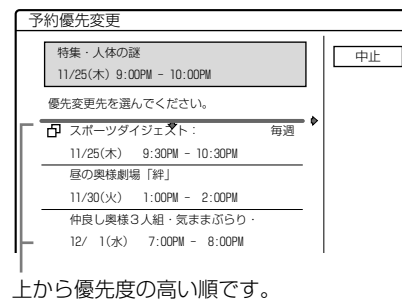 予約優先変更
特集・人体の謎
11/25(木) 9:00PM - 10:00PM
中止
優先変更先を選んでください。
スポーツダイジェスト: 毎週
11/25(木) 9:30PM - 10:30PM
昼の奥様劇場「絆」
11/30(火) 1:00PM - 2:00PM
仲良し奥様3人組・気ままぶらり・
12/ 1(水) 7:00PM - 8:00PM
上から優先度の高い順です。